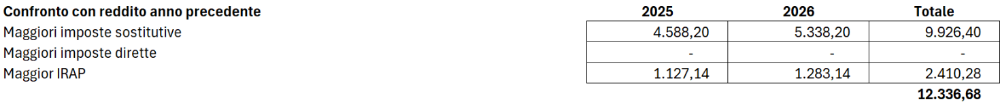 Confronto con reddito anno precedente 2025 2026 Totale
Maggiori imposte sostitutive 4.588,20 5.338,20 9.926,40
Maggiori imposte dirette - - -
Maggior IRAP 1.127,14 1.283,14 2.410,28
12.336,68